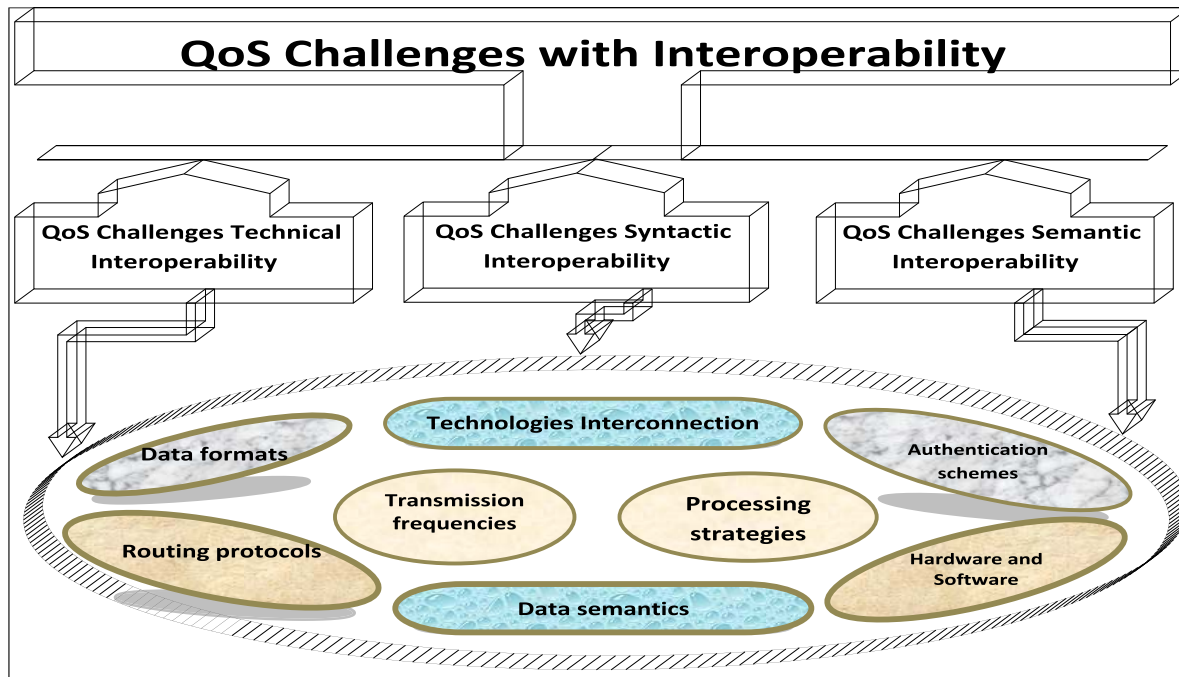 QoS Challenges with Interoperability
QoS Challenges Technical
Interoperability
QoS Challenges Syntactic
Interoperability
QoS Challenges Semantic
Interoperability
Technologies Interconnection
Data formats
Authentication
schemes
Transmission
frequencies
Processing
strategies
Routing protocols
Hardware and
Software
Data semantics